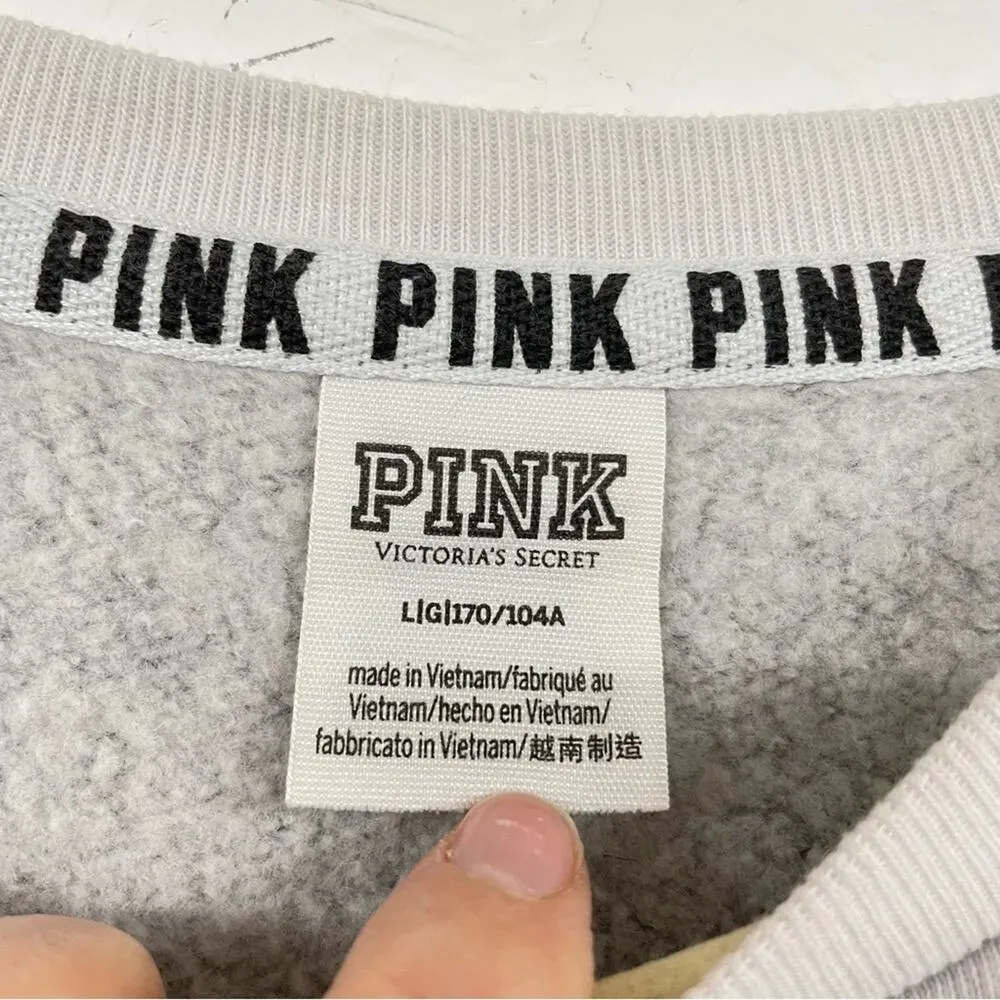 PINK PINK PINK
PINK
VICTORIA'S SECRET
L|G|170/104A
made in Vietnam/fabriqué au
Vietnam/hecho en Vietnam/
fabbricato in Vietnam/越南制造